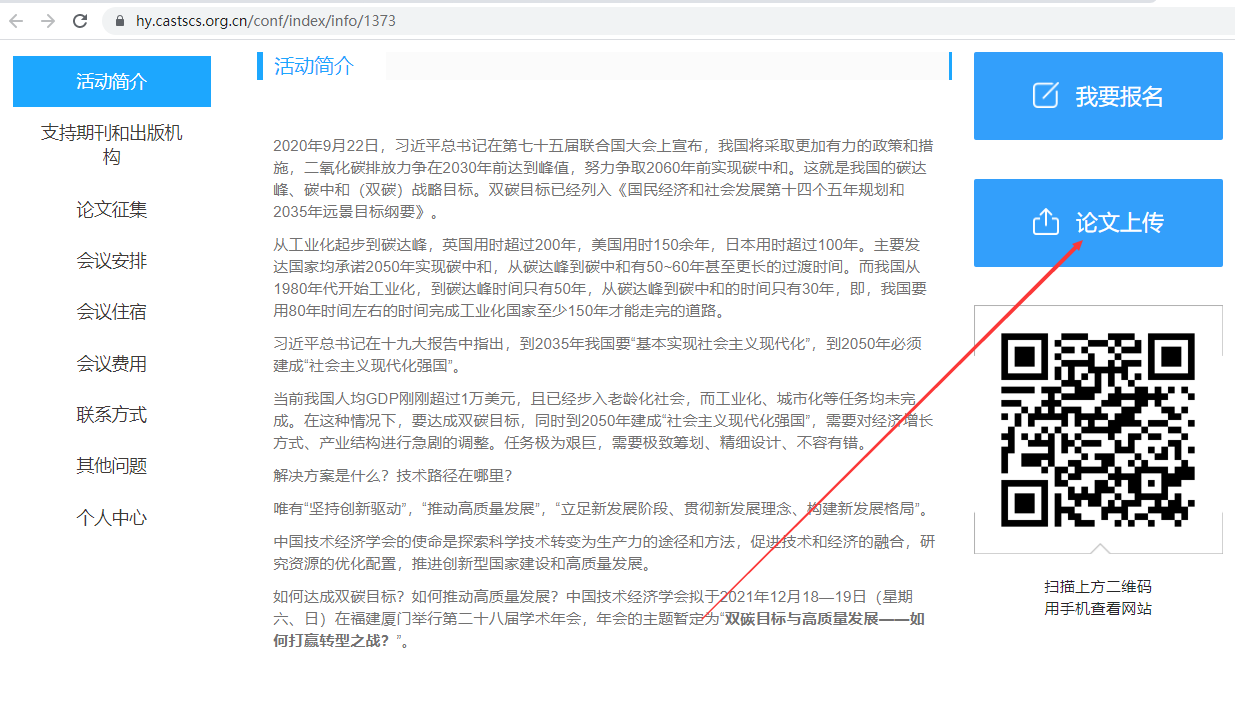 hy.castscs.org.cn/conf/index/info/1373
活动简介
支持期刊和出版机
构
论文征集
会议安排
会议住宿
会议费用
联系方式
其他问题
个人中心
活动简介
2020年9月22日，习近平总书记在第七十五届联合国大会上宣布，我国将采取更加有力的政策和措
施，二氧化碳排放力争在2030年前达到峰值，努力争取2060年前实现碳中和。这就是我国的碳达
峰、碳中和（双碳）战略目标。双碳目标已经列入《国民经济和社会发展第十四个五年规划和
2035年远景目标纲要》。
从工业化起步到碳达峰，英国用时超过200年，美国用时150余年，日本用时超过100年。主要发
达国家均承诺2050年实现碳中和，从碳达峰到碳中和有50~60年甚至更长的过渡时间。而我国从
1980年代开始工业化，到碳达峰时间只有50年，从碳达峰到碳中和的时间只有30年，即，我国要
用80年时间左右的时间完成工业化国家至少150年才能走完的道路。
习近平总书记在十九大报告中指出，到2035年我国要“基本实现社会主义现代化”，到2050年必须
建成“社会主义现代化强国”。
当前我国人均GDP刚刚超过1万美元，且已经步入老龄化社会，而工业化、城市化等任务均未完
成。在这种情况下，要达成双碳目标，同时到2050年建成“社会主义现代化强国”，需要对经济增长
方式、产业结构进行急剧的调整。任务极为艰巨，需要极致筹划、精细设计、不容有错。
解决方案是什么？技术路径在哪里？
唯有“坚持创新驱动”，“推动高质量发展”，“立足新发展阶段、贯彻新发展理念、构建新发展格局”。
中国技术经济学会的使命是探索科学技术转变为生产力的途径和方法，促进技术和经济的融合，研
究资源的优化配置，推进创新型国家建设和高质量发展。
如何达成双碳目标？如何推动高质量发展？中国技术经济学会拟于2021年12月18—19日（星期
六、日）在福建厦门举行第二十八届学术年会，年会的主题暂定为“双碳目标与高质量发展——如
何打赢转型之战？”。
我要报名
论文上传
扫描上方二维码
用手机查看网站